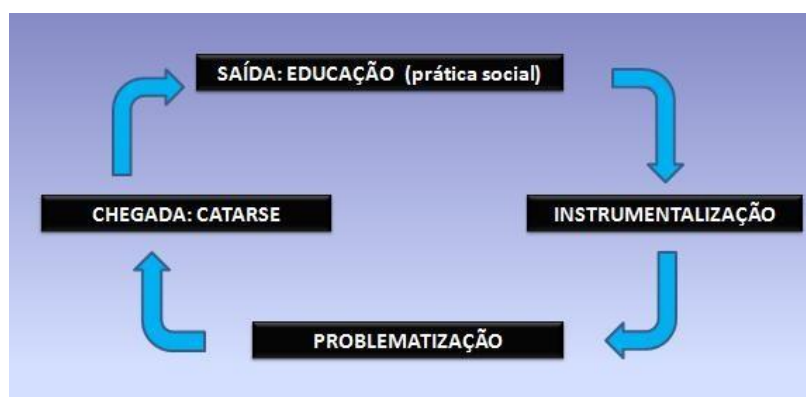 SAÍDA: EDUCAÇÃO (prática social)
CHEGADA: CATARSE
INSTRUMENTALIZAÇÃO
PROBLEMATIZAÇÃO